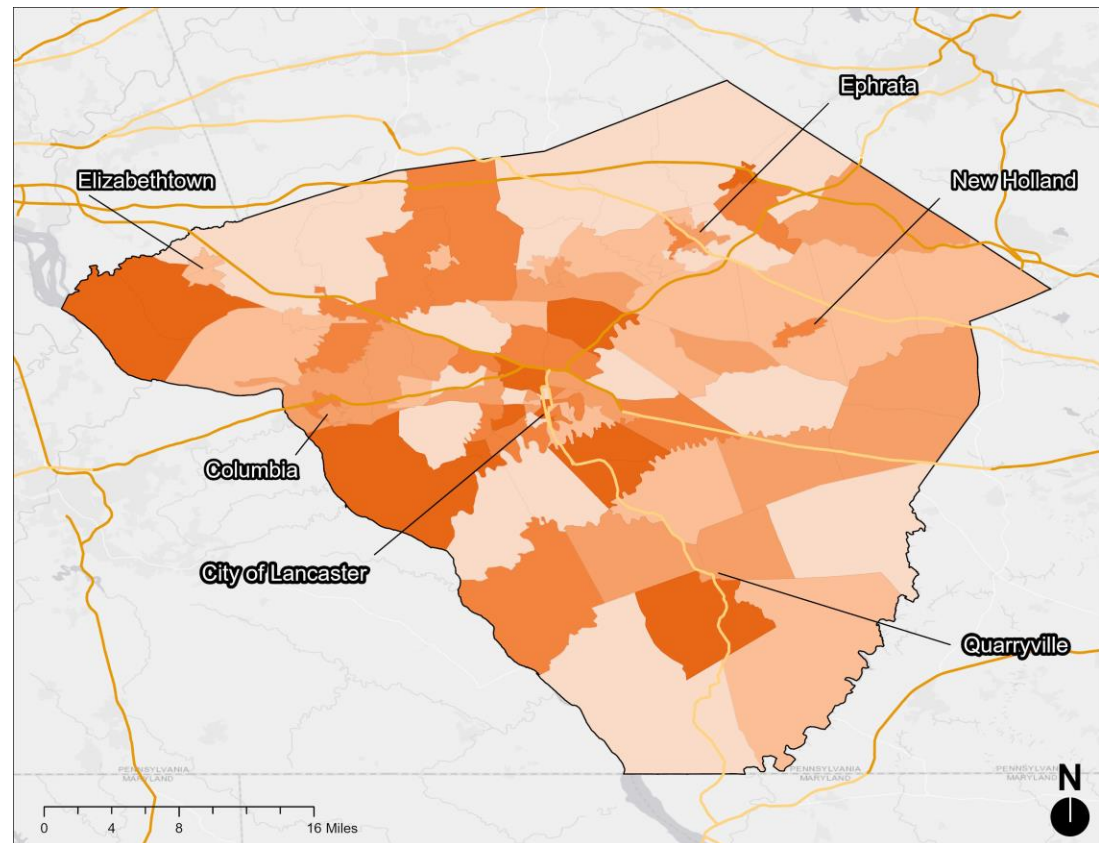 Ephrata
Elizabethtown
New Holland
Columbia
City of Lancaster
Quarryville
PENNSYLVANIA
MARYLAND
PENNSYLVANIA
MARYLAND
PENNSYLVANIA
MARYLAND
N
0 4 8 16 Miles